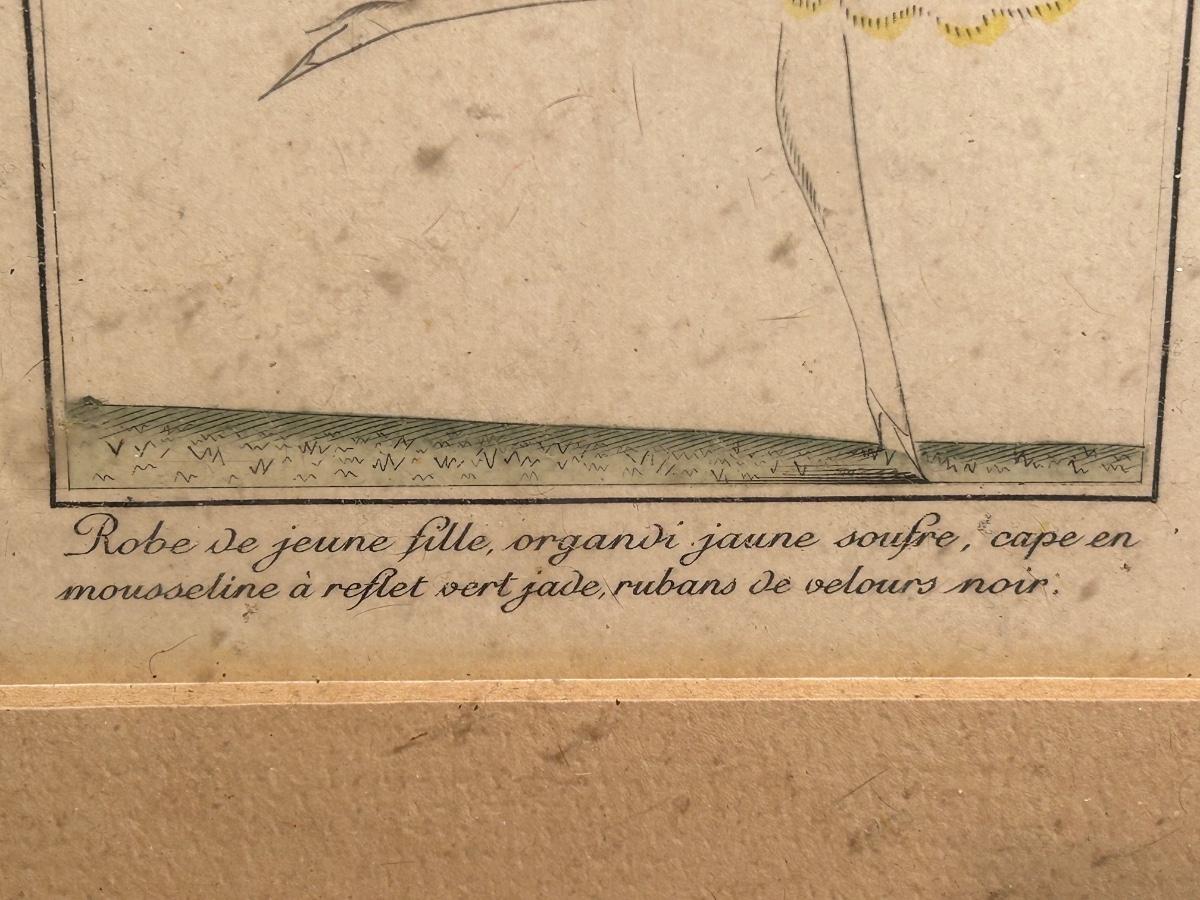 Robe de jeune fille, organdi jaune soufre, cape en
mousseline à reflet vert jade, rubans de velours noir.